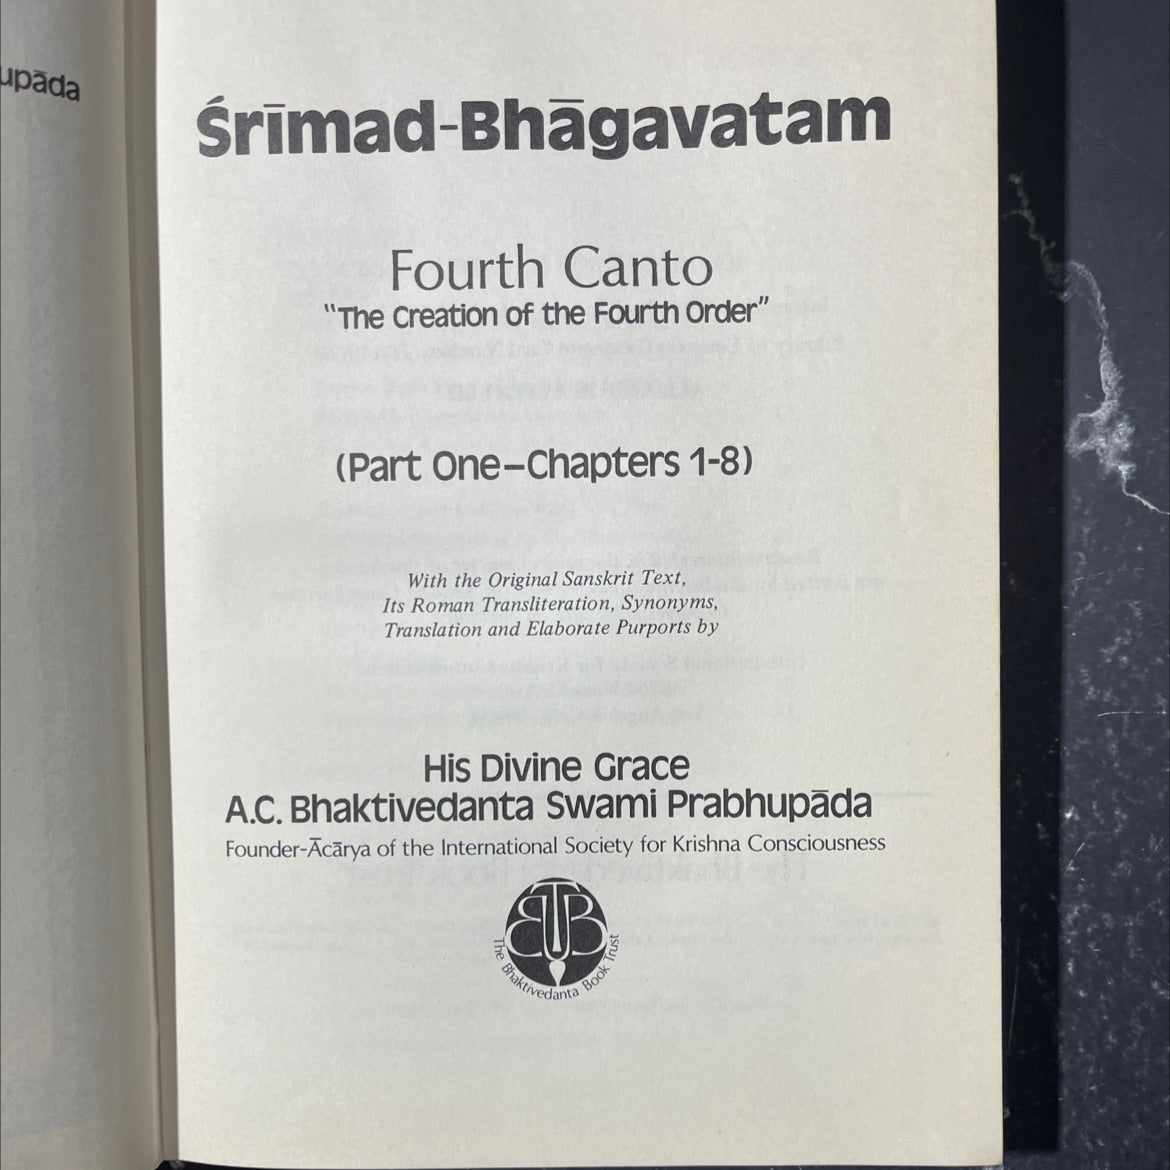 upāda
Śrīmad-Bhāgavatam
Fourth Canto
"The Creation of the Fourth Order"
(Part One–Chapters 1-8)
With the Original Sanskrit Text,
Its Roman Transliteration, Synonyms,
Translation and Elaborate Purports by
His Divine Grace
A.C. Bhaktivedanta Swami Prabhupāda
Founder-Ācārya of the International Society for Krishna Consciousness
BTB
The Bhaktivedanta Book Trust